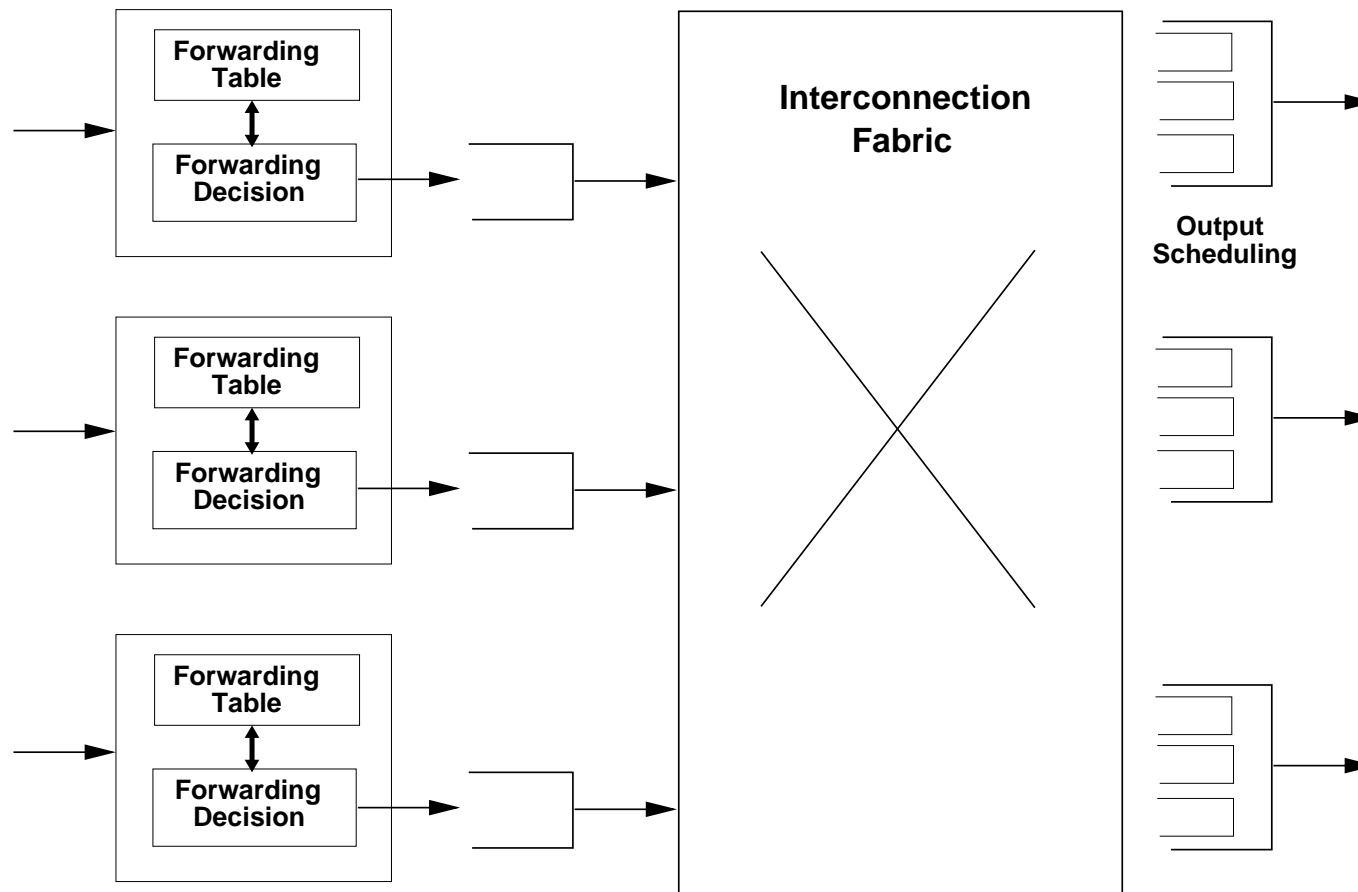 Forwarding
Table
Forwarding
Decision
Interconnection
Fabric
Output
Scheduling
Forwarding
Table
Forwarding
Decision
Forwarding
Table
Forwarding
Decision